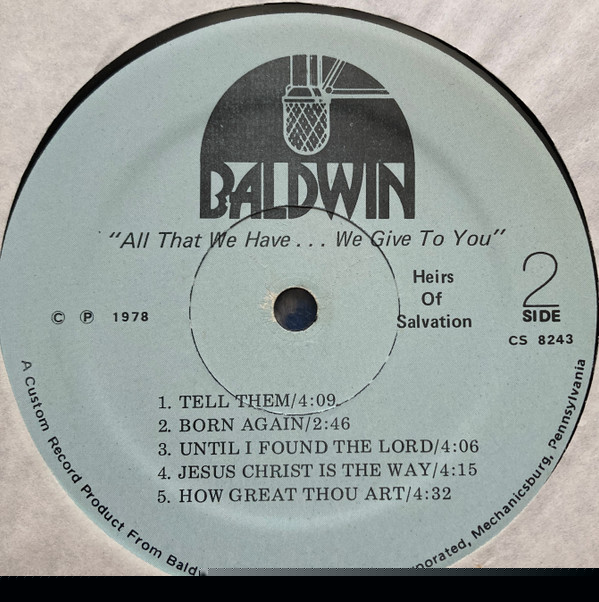 BALDWIN
"All That We Have . . . We Give To You"
Heirs
Of
Salvation
2
SIDE
CS 8243
© ℗ 1978
1. TELL THEM/4:09
2. BORN AGAIN/2:46
3. UNTIL I FOUND THE LORD/4:06
4. JESUS CHRIST IS THE WAY/4:15
5. HOW GREAT THOU ART/4:32
A Custom Record Product From
Mechanicsburg, Pennsylvania